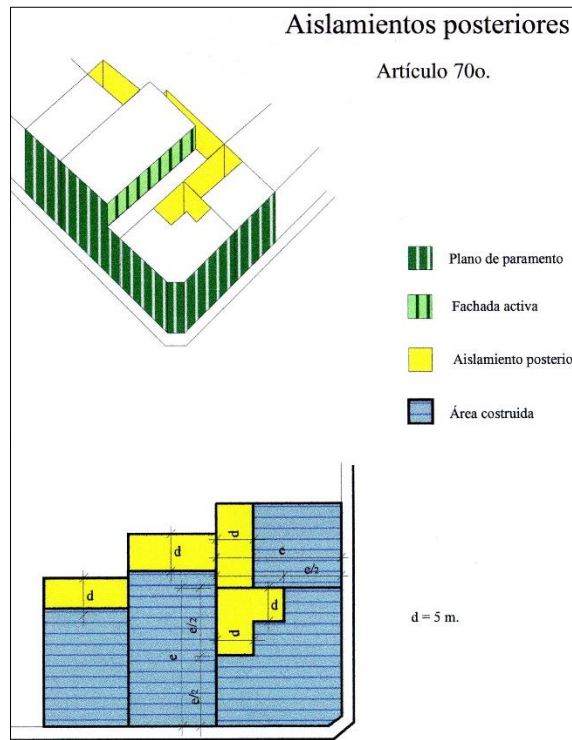 Aislamientos posteriores
Artículo 70o.
Plano de paramento
Fachada activa
Aislamiento posterio
Área costruida
d
d
e
e/2
d
d
e/2
d
e
e/2
d = 5 m.